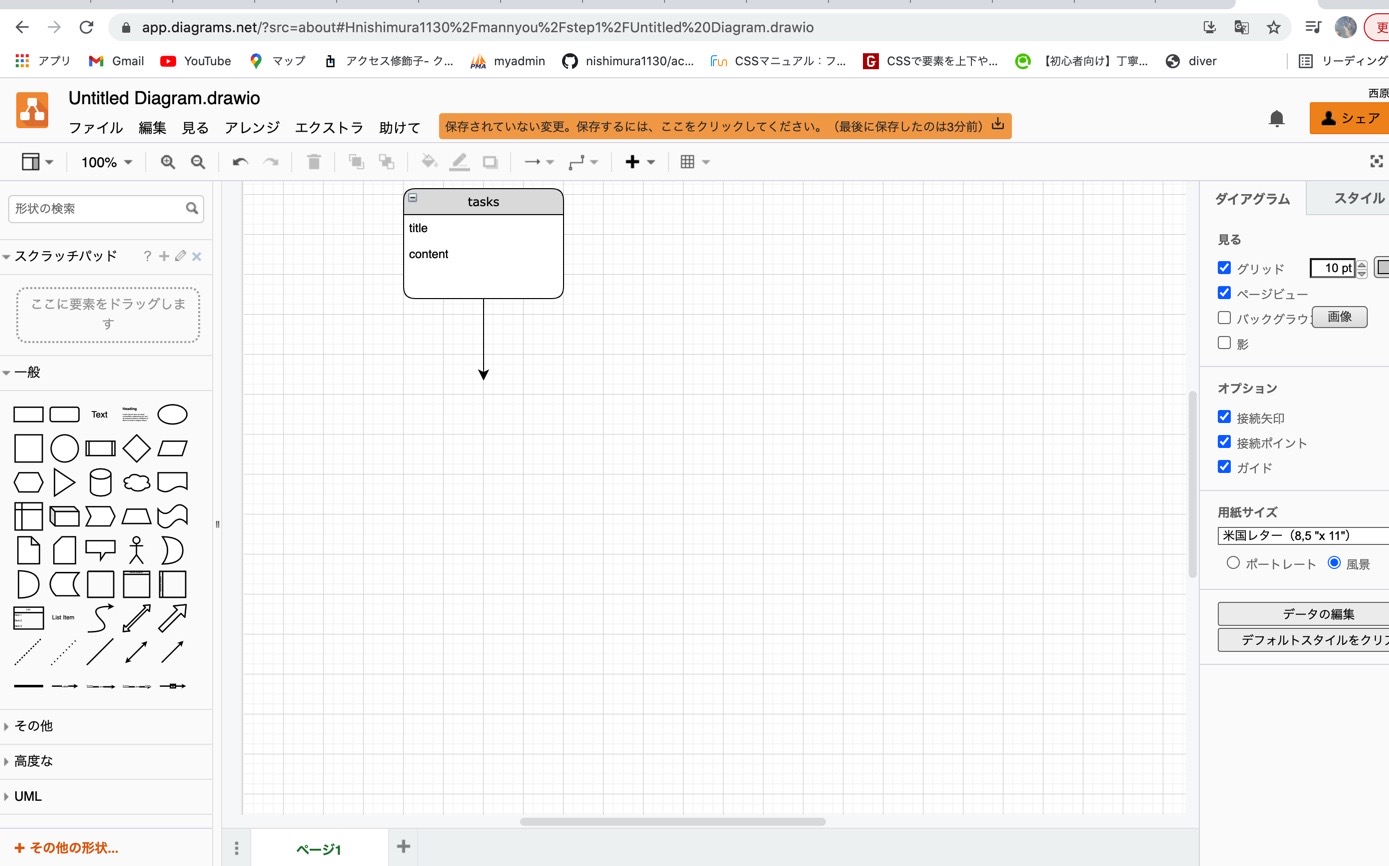 app.diagrams.net/?src=about#Hnishimura1130%2Fmannyou%2Fstep1%2FUntitled%20Diagram.drawio
更
アプリ Gmail YouTube マップ アクセス修飾子- ク... myadmin nishimura1130/ac... CSSマニュアル：フ... CSSで要素を上下や... 【初心者向け】丁寧... diver リーディング
Untitled Diagram.drawio
西原
ファイル 編集 見る アレンジ エクストラ 助けて 保存されていない変更。保存するには、ここをクリックしてください。（最後に保存したのは3分前） シェア
100%
形状の検索
スクラッチパッド ?
ここに要素をドラッグしま
す
一般
Text
Heading
List Item
その他
高度な
UML
+ その他の形状...
tasks
title
content
ページ1
ダイアグラム スタイル
見る
グリッド 10 pt
ページビュー
バックグラウン 画像
影
オプション
接続矢印
接続ポイント
ガイド
用紙サイズ
米国レター（8,5 "x 11"）
ポートレート 風景
データの編集
デフォルトスタイルをクリア